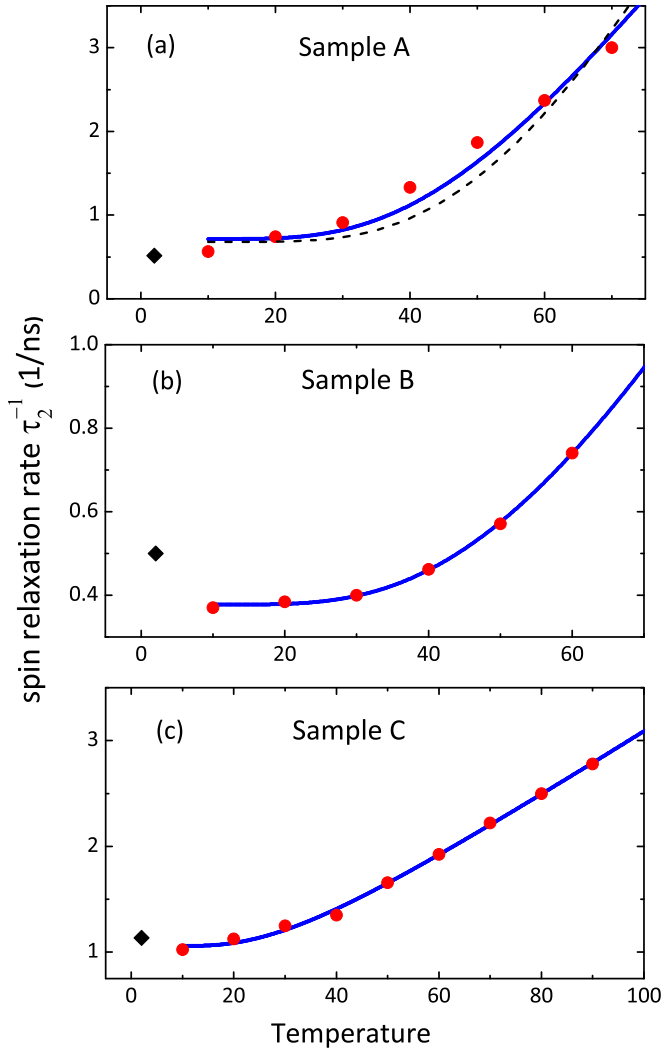 (a) Sample A
3
2
1
0
0 20 40 60
(b) Sample B
1.0
0.8
0.6
0.4
0 20 40 60
(c) Sample C
3
2
1
0 20 40 60 80 100
spin relaxation rate τ₂⁻¹ (1/ns)
Temperature